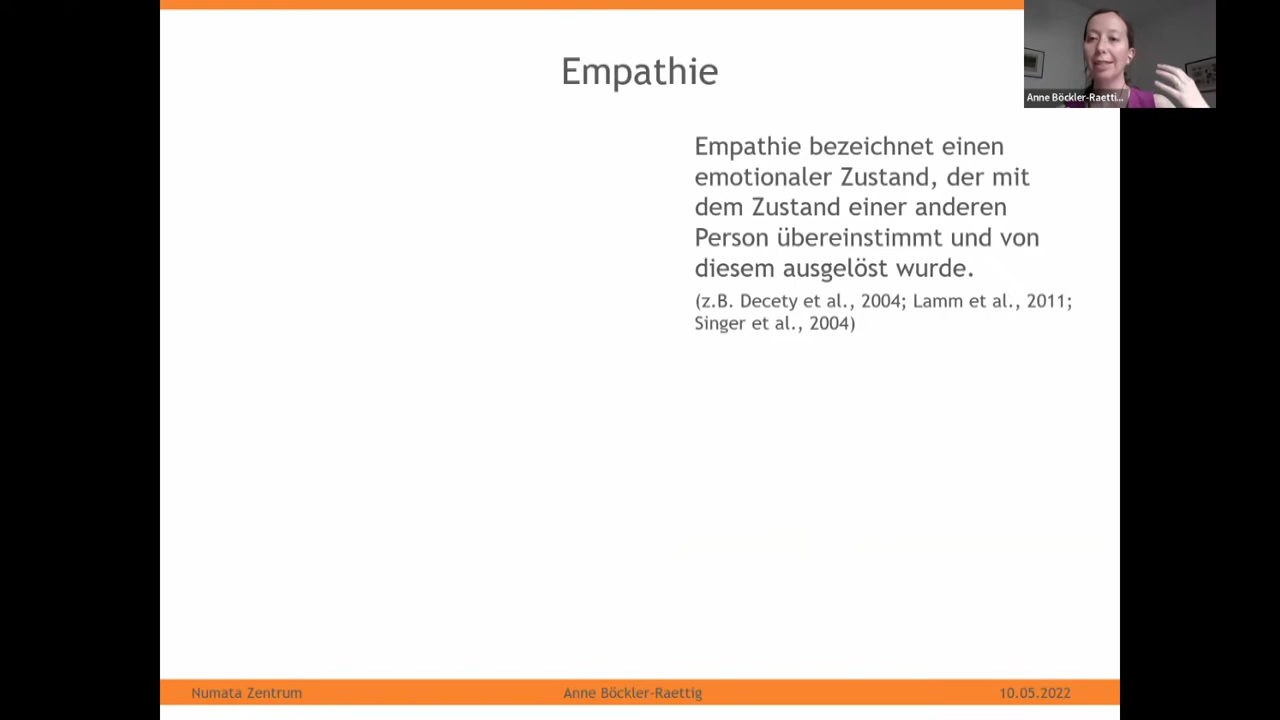 Empathie
Anne Böckler-Raetti...
Empathie bezeichnet einen
emotionaler Zustand, der mit
dem Zustand einer anderen
Person übereinstimmt und von
diesem ausgelöst wurde.
(z.B. Decety et al., 2004; Lamm et al., 2011;
Singer et al., 2004)
Numata Zentrum
Anne Böckler-Raettig
10.05.2022